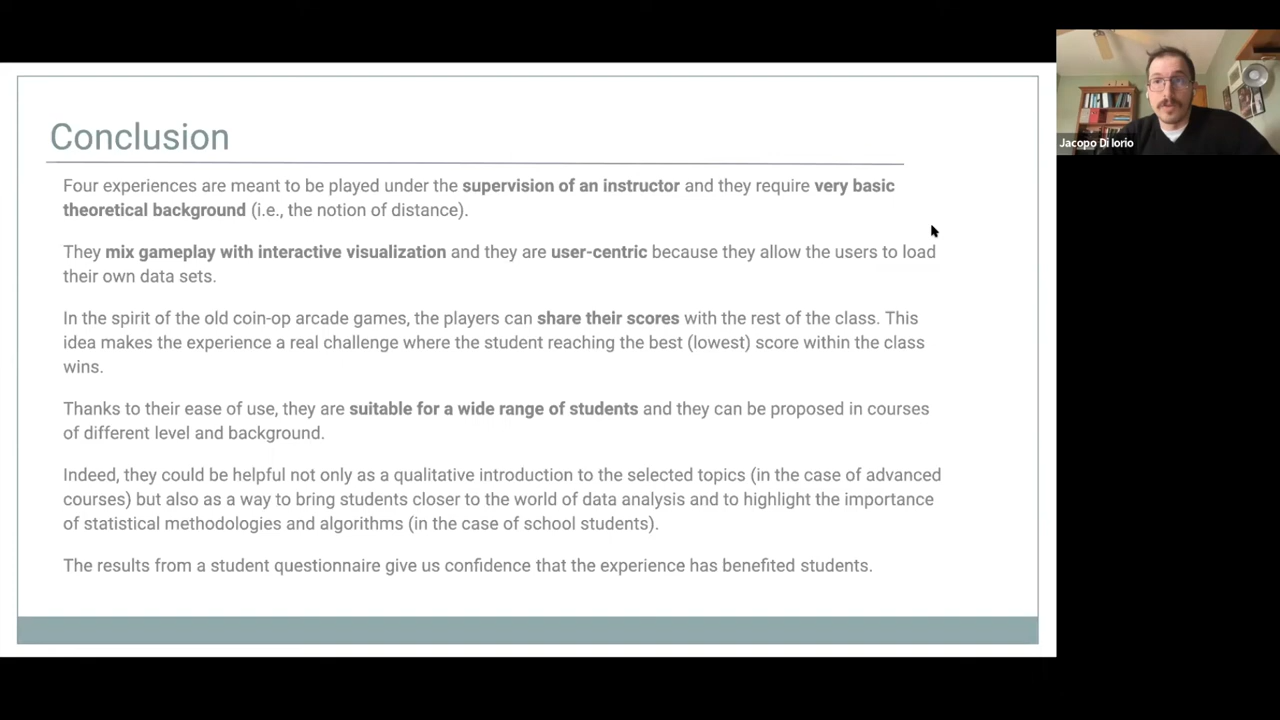 Conclusion
Four experiences are meant to be played under the supervision of an instructor and they require very basic
theoretical background (i.e., the notion of distance).
They mix gameplay with interactive visualization and they are user-centric because they allow the users to load
their own data sets.
In the spirit of the old coin-op arcade games, the players can share their scores with the rest of the class. This
idea makes the experience a real challenge where the student reaching the best (lowest) score within the class
wins.
Thanks to their ease of use, they are suitable for a wide range of students and they can be proposed in courses
of different level and background.
Indeed, they could be helpful not only as a qualitative introduction to the selected topics (in the case of advanced
courses) but also as a way to bring students closer to the world of data analysis and to highlight the importance
of statistical methodologies and algorithms (in the case of school students).
The results from a student questionnaire give us confidence that the experience has benefited students.
Jacopo Di Iorio